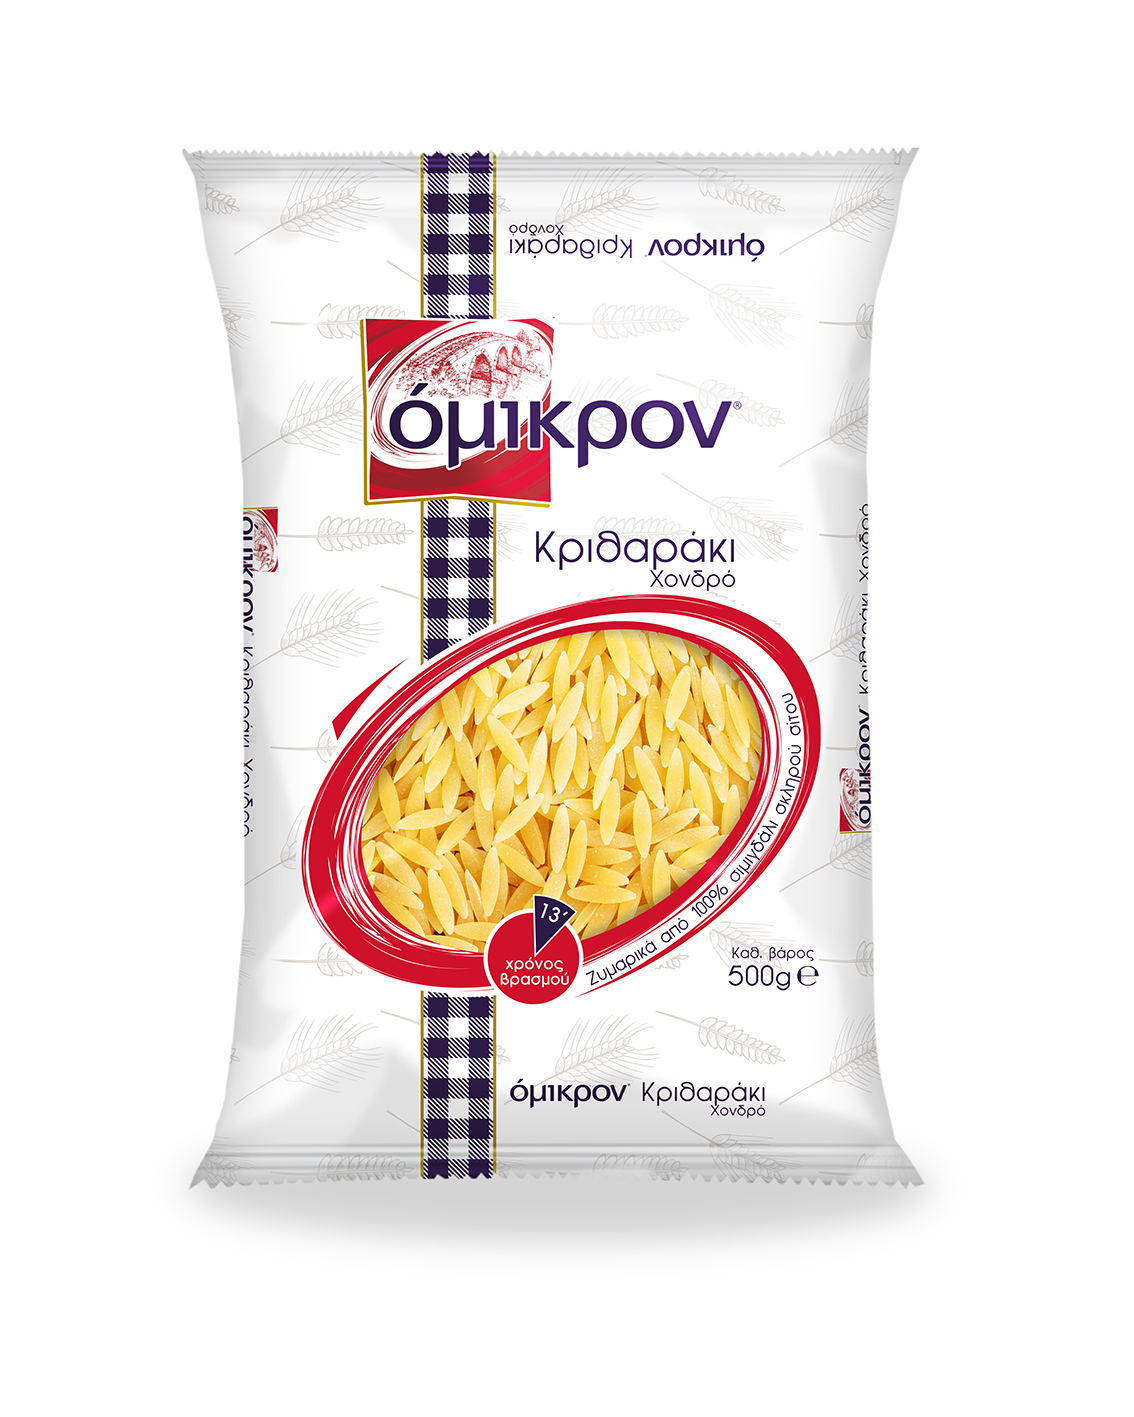 όμικρον Κριθαράκι
Χονδρό
όμικρον®
Κριθαράκι
Χονδρό
όμικρον Κριθαράκι Χονδρό
όμικρον Κριθαράκι Χονδρό
Ζυμαρικά από 100% σιμιγδάλι σκληρού σίτου
13΄
χρόνος
βρασμού
Καθ. βάρος
500g ℮
όμικρον® Κριθαράκι
Χονδρό